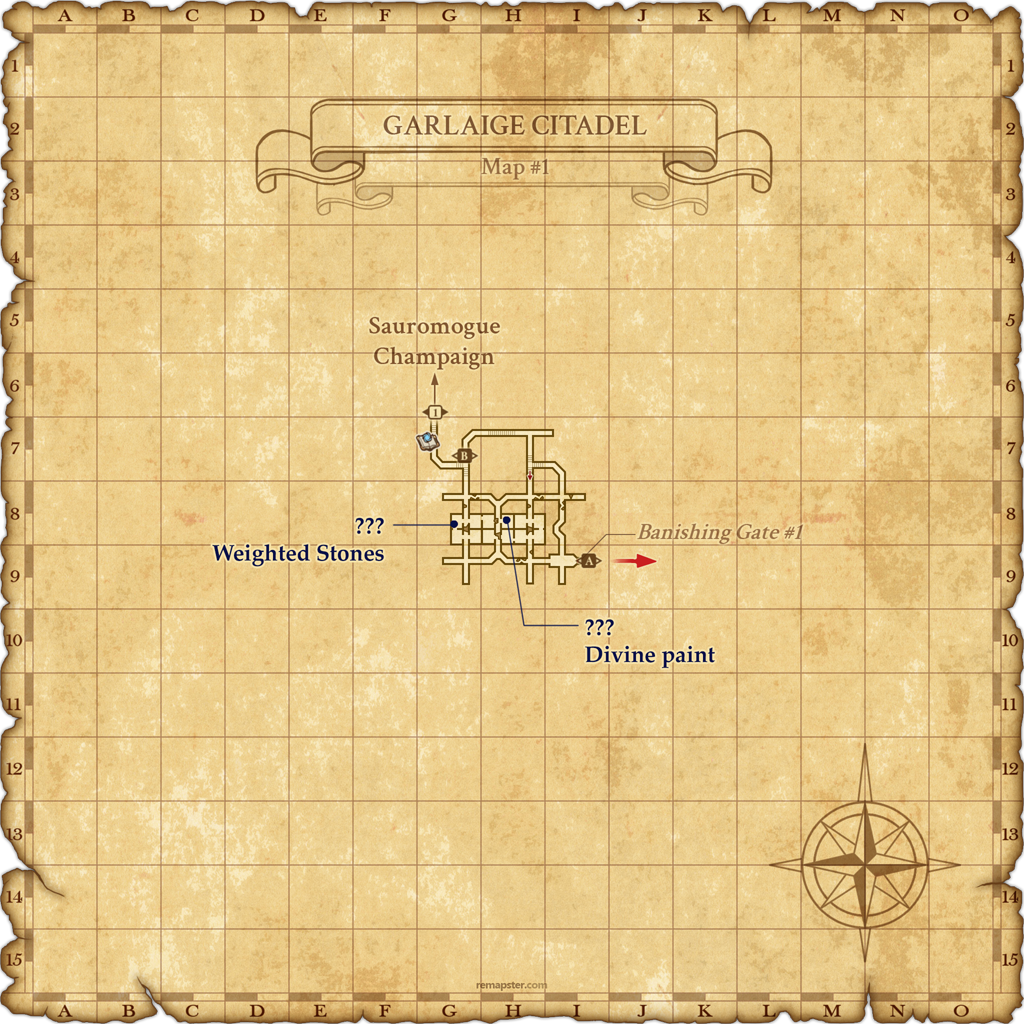 A B C D E F G H I J K L M N O
1 1
2 2
GARLAIGE CITADEL
Map #1
3 3
4 4
5 5
Sauromogue
Champaign
6 6
1
7 7
B
8 8
???
Weighted Stones
Banishing Gate #1
A
9 9
???
Divine paint
10 10
11 11
12 12
13 13
14 14
15 15
remapster.com
A B C D E F G H I J K L M N O